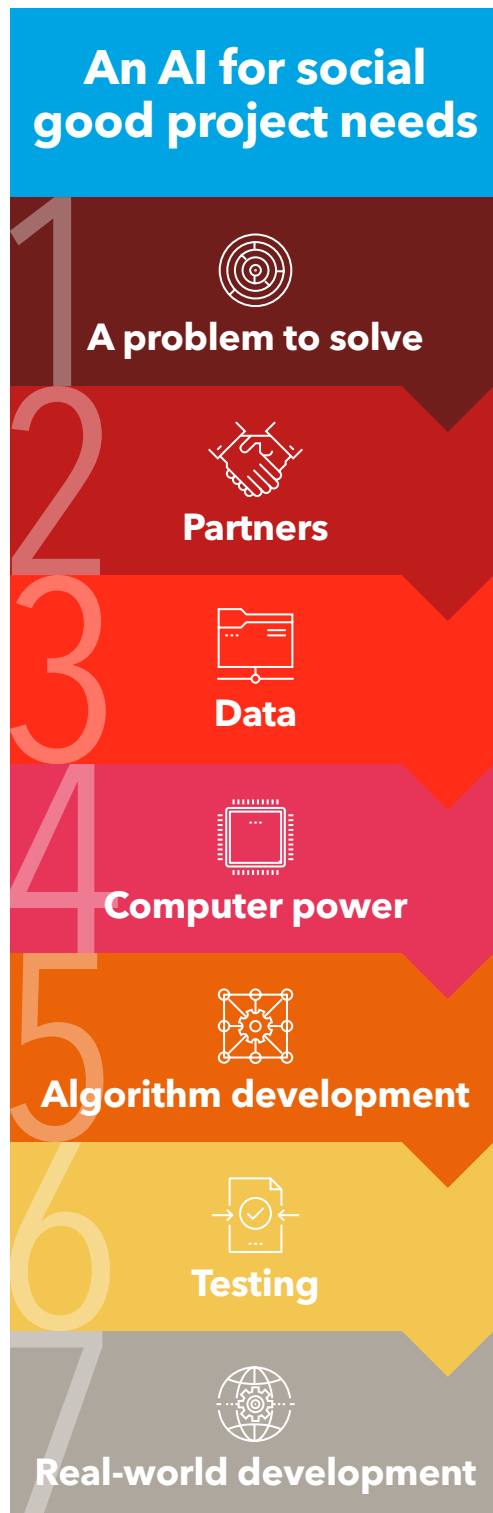 An AI for social
good project needs
1
A problem to solve
2
Partners
3
Data
4
Computer power
5
Algorithm development
6
Testing
7
Real-world development